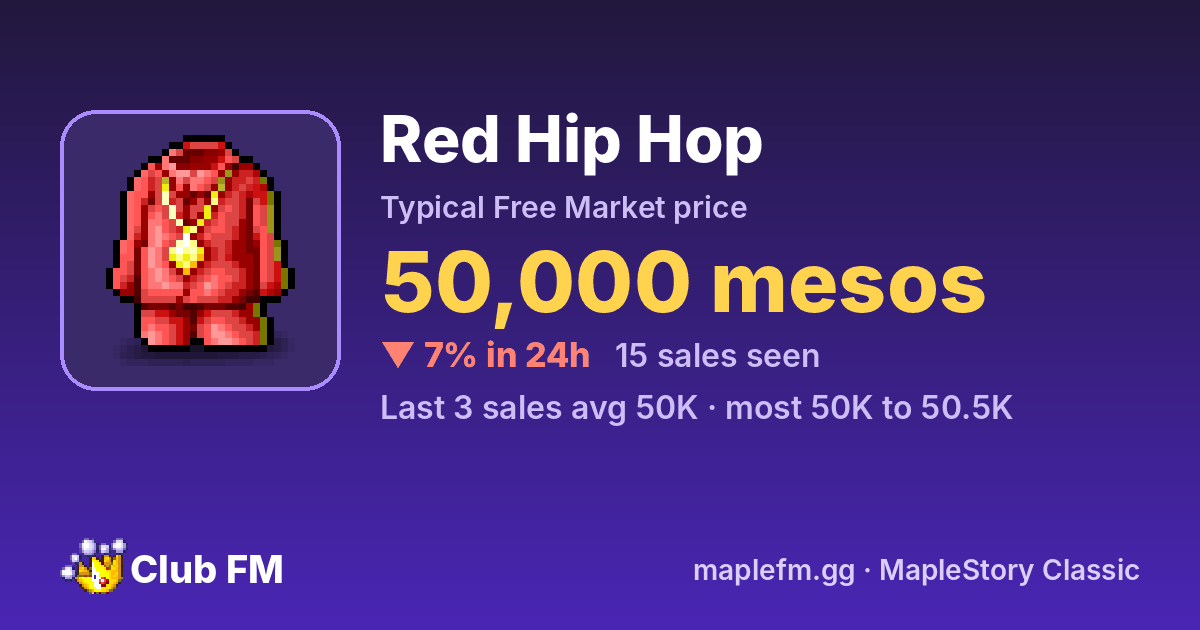 Red Hip Hop
Typical Free Market price
50,000 mesos
▼ 7% in 24h 15 sales seen
Last 3 sales avg 50K · most 50K to 50.5K
Club FM
maplefm.gg · MapleStory Classic